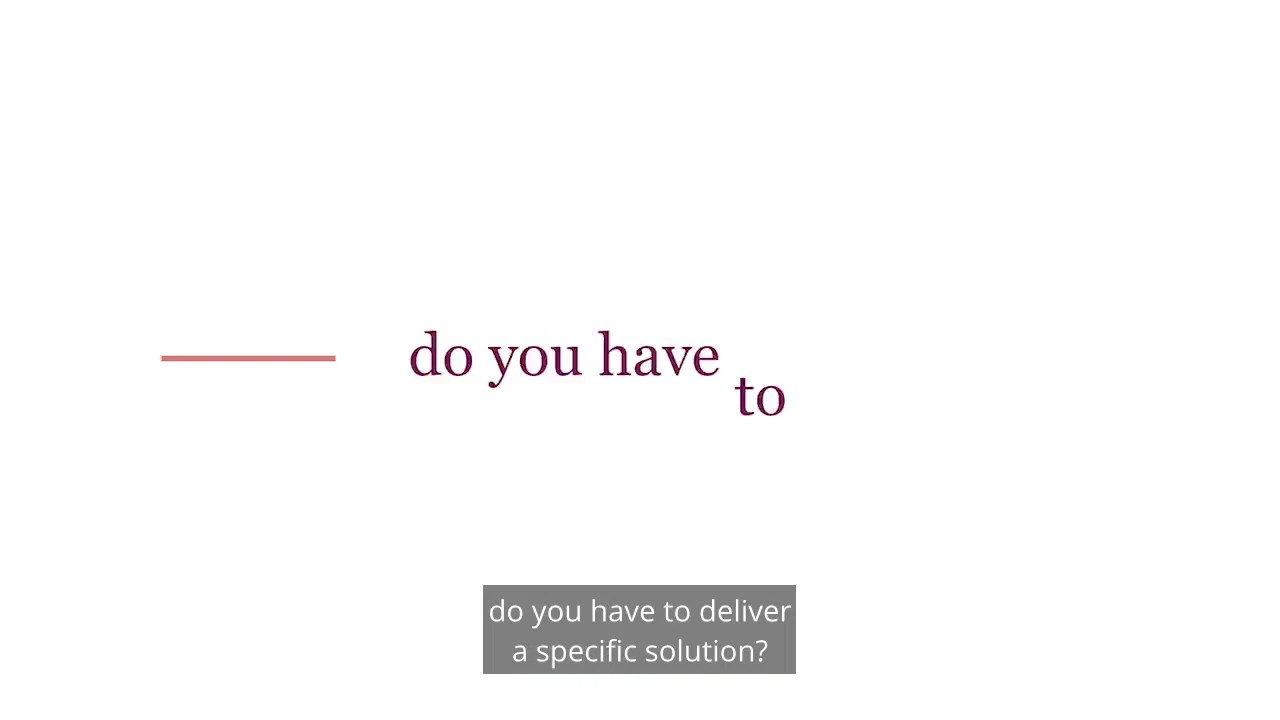 do you have
to
do you have to deliver
a specific solution?